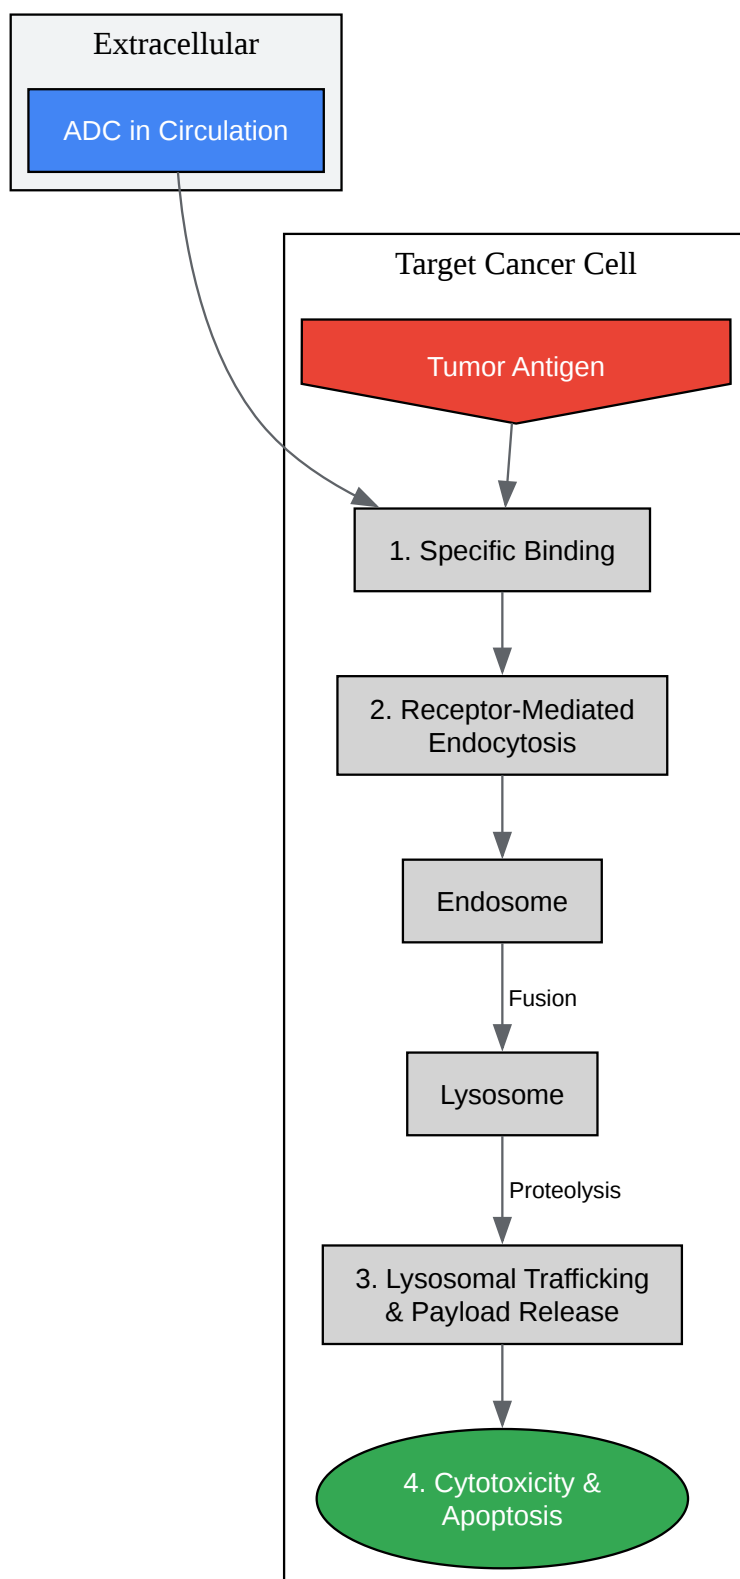 Extracellular
ADC in Circulation
Target Cancer Cell
Tumor Antigen
1. Specific Binding
2. Receptor-Mediated
Endocytosis
Endosome
Fusion
Lysosome
Proteolysis
3. Lysosomal Trafficking
& Payload Release
4. Cytotoxicity &
Apoptosis